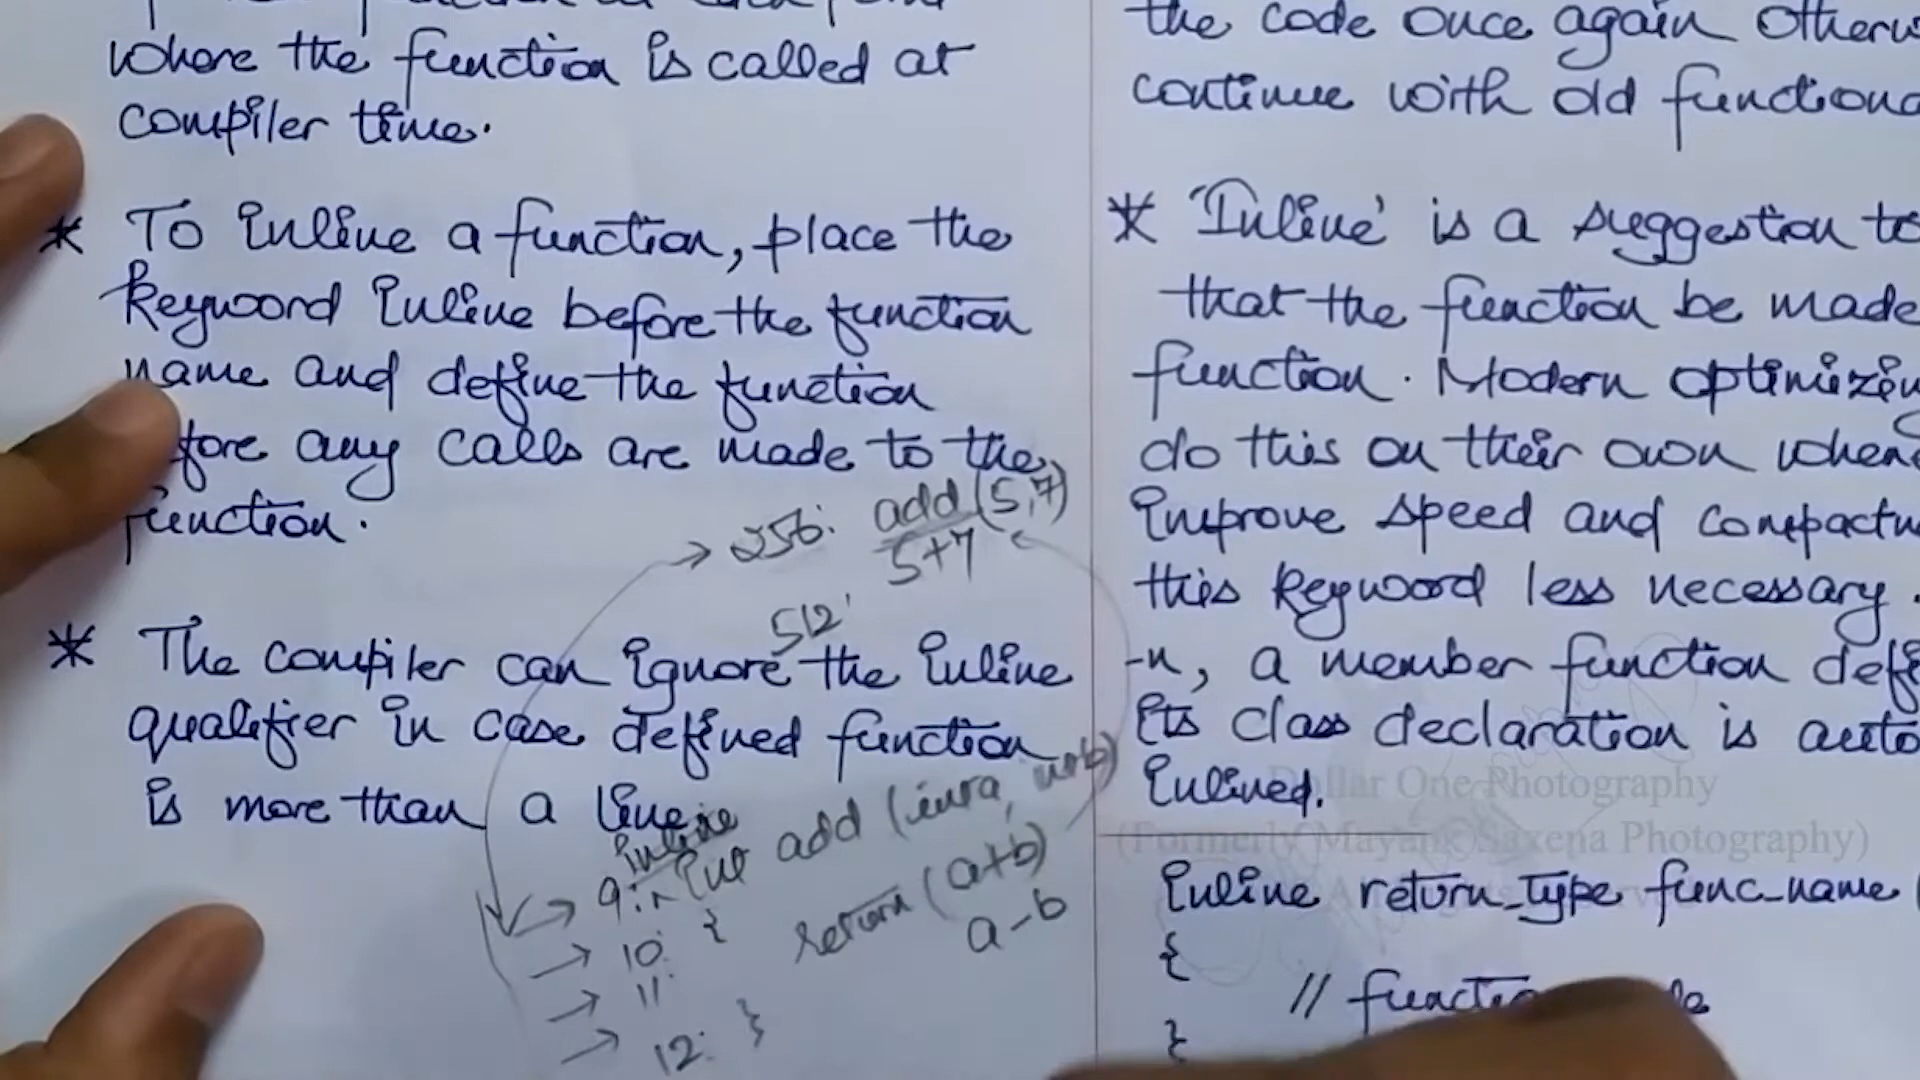 where the function is called at
compiler time.
* To inline a function, place the
keyword inline before the function
name and define the function
fore any calls are made to the
function.
→ 256: add (5,7)
5+7
512'
* The compiler can ignore the inline
qualifier in case defined function
is more than a line.
inline
→ 9: int add (int a, int b)
→ 10: {
return (a+b)
a-b
→ 11:
→ 12: }
the code once again otherw
continue with old functiona
* 'Inline' is a suggestion to
that the function be made
function. Modern optimizing
do this on their own when
improve speed and compactn
this keyword less necessary.
-n, a member function def
its class declaration is auto
inlined.
Dollar One Photography
(Formerly Mayank Saxena Photography)
inline return_type func_name (
{
// function
}